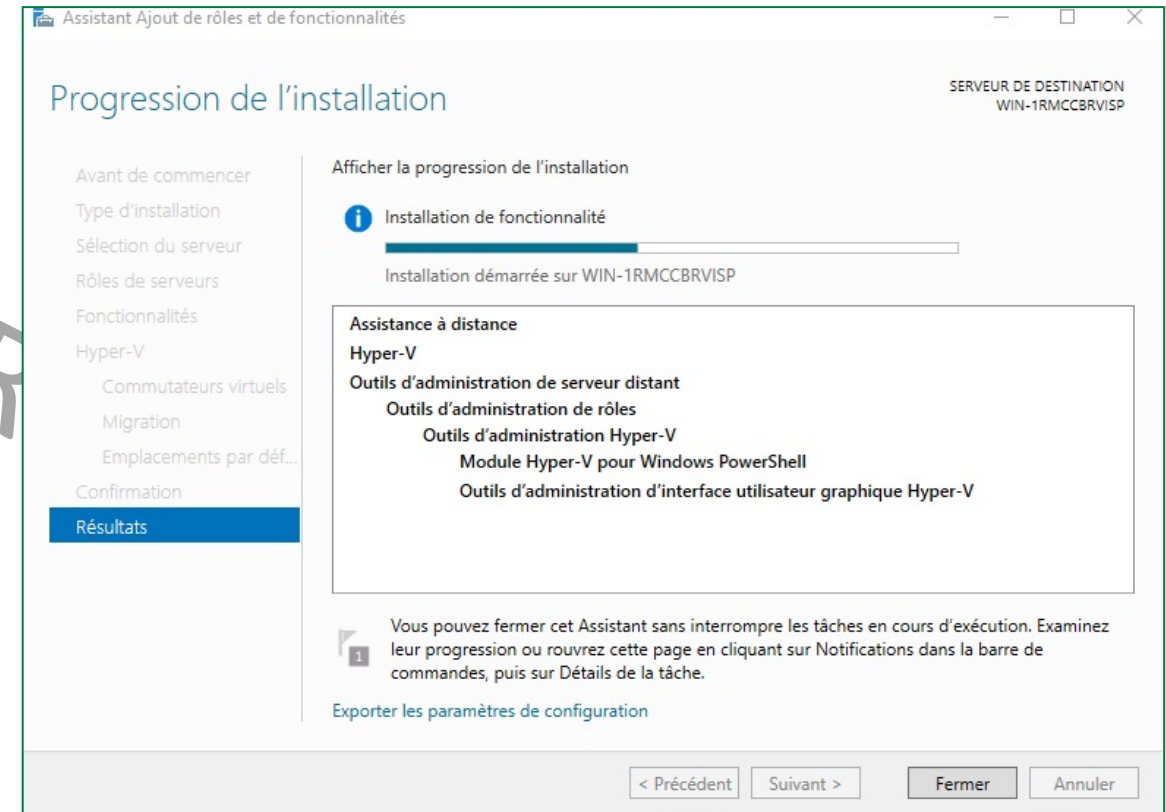 Assistant Ajout de rôles et de fonctionnalités
Progression de l'installation
SERVEUR DE DESTINATION
WIN-1RMCCBRVISP
Avant de commencer
Type d'installation
Sélection du serveur
Rôles de serveurs
Fonctionnalités
Hyper-V
Commutateurs virtuels
Migration
Emplacements par déf...
Confirmation
Résultats
Afficher la progression de l'installation
Installation de fonctionnalité
Installation démarrée sur WIN-1RMCCBRVISP
Assistance à distance
Hyper-V
Outils d'administration de serveur distant
Outils d'administration de rôles
Outils d'administration Hyper-V
Module Hyper-V pour Windows PowerShell
Outils d'administration d'interface utilisateur graphique Hyper-V
1
Vous pouvez fermer cet Assistant sans interrompre les tâches en cours d'exécution. Examinez
leur progression ou rouvrez cette page en cliquant sur Notifications dans la barre de
commandes, puis sur Détails de la tâche.
Exporter les paramètres de configuration
< Précédent
Suivant >
Fermer
Annuler